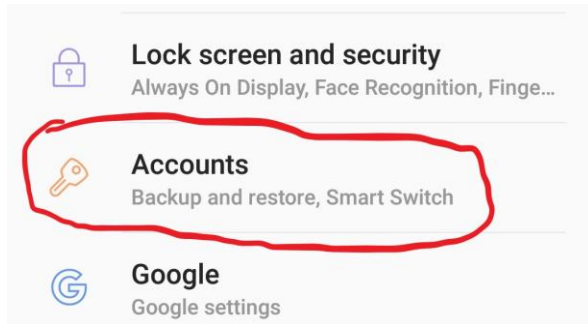 Lock screen and security
Always On Display, Face Recognition, Finge...
Accounts
Backup and restore, Smart Switch
Google
Google settings